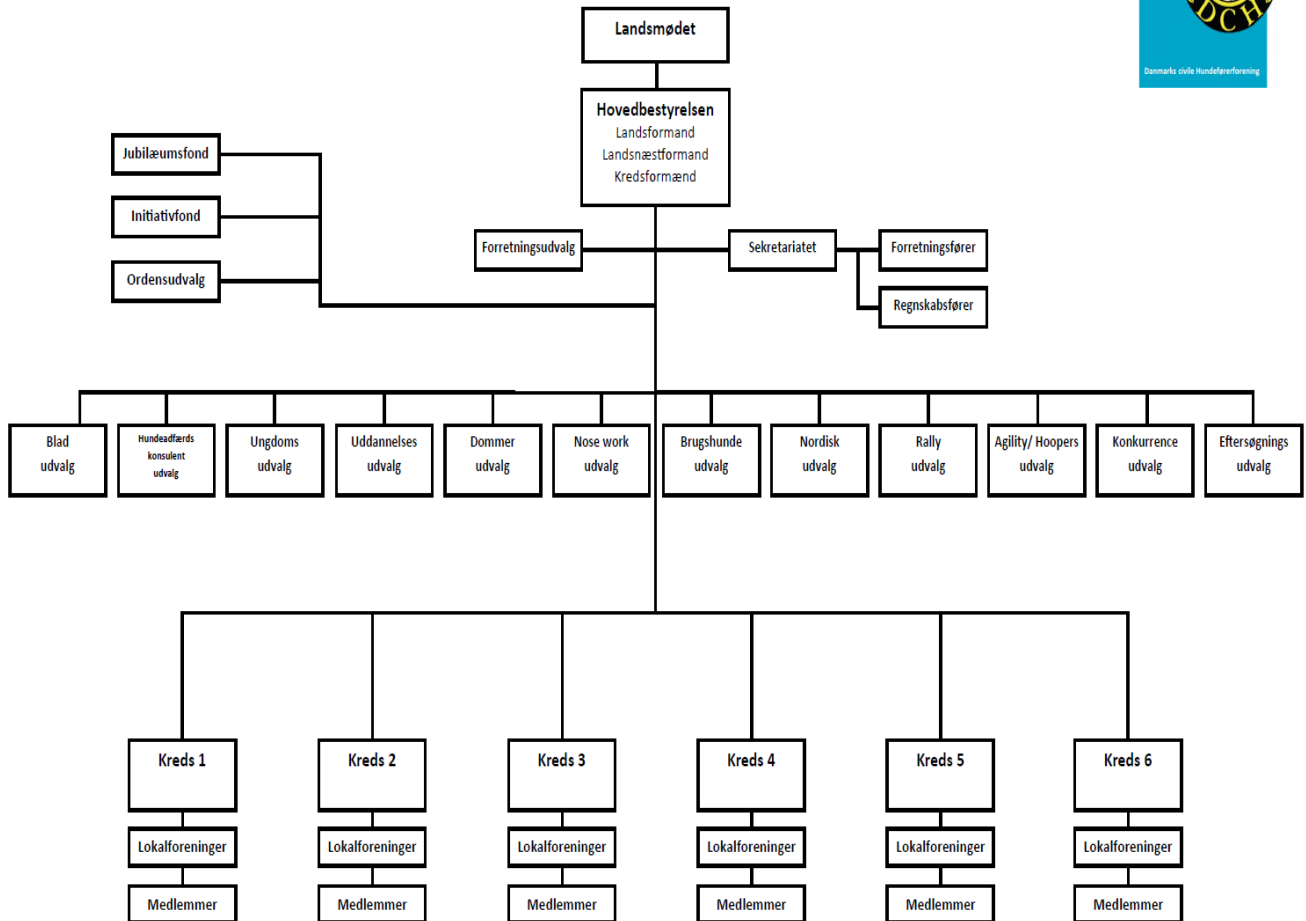 Landsmødet
DCH
Danmarks civile Hundeførerforening
Hovedbestyrelsen
Landsformand
Landsnæstformand
Kredsformænd
Jubilæumsfond
Initiativfond
Ordensudvalg
Forretningsudvalg
Sekretariatet
Forretningsfører
Regnskabsfører
Blad
udvalg
Hundeadfærds
konsulent
udvalg
Ungdoms
udvalg
Uddannelses
udvalg
Dommer
udvalg
Nose work
udvalg
Brugshunde
udvalg
Nordisk
udvalg
Rally
udvalg
Agility/ Hoopers
udvalg
Konkurrence
udvalg
Eftersøgnings
udvalg
Kreds 1
Kreds 2
Kreds 3
Kreds 4
Kreds 5
Kreds 6
Lokalforeninger
Lokalforeninger
Lokalforeninger
Lokalforeninger
Lokalforeninger
Lokalforeninger
Medlemmer
Medlemmer
Medlemmer
Medlemmer
Medlemmer
Medlemmer